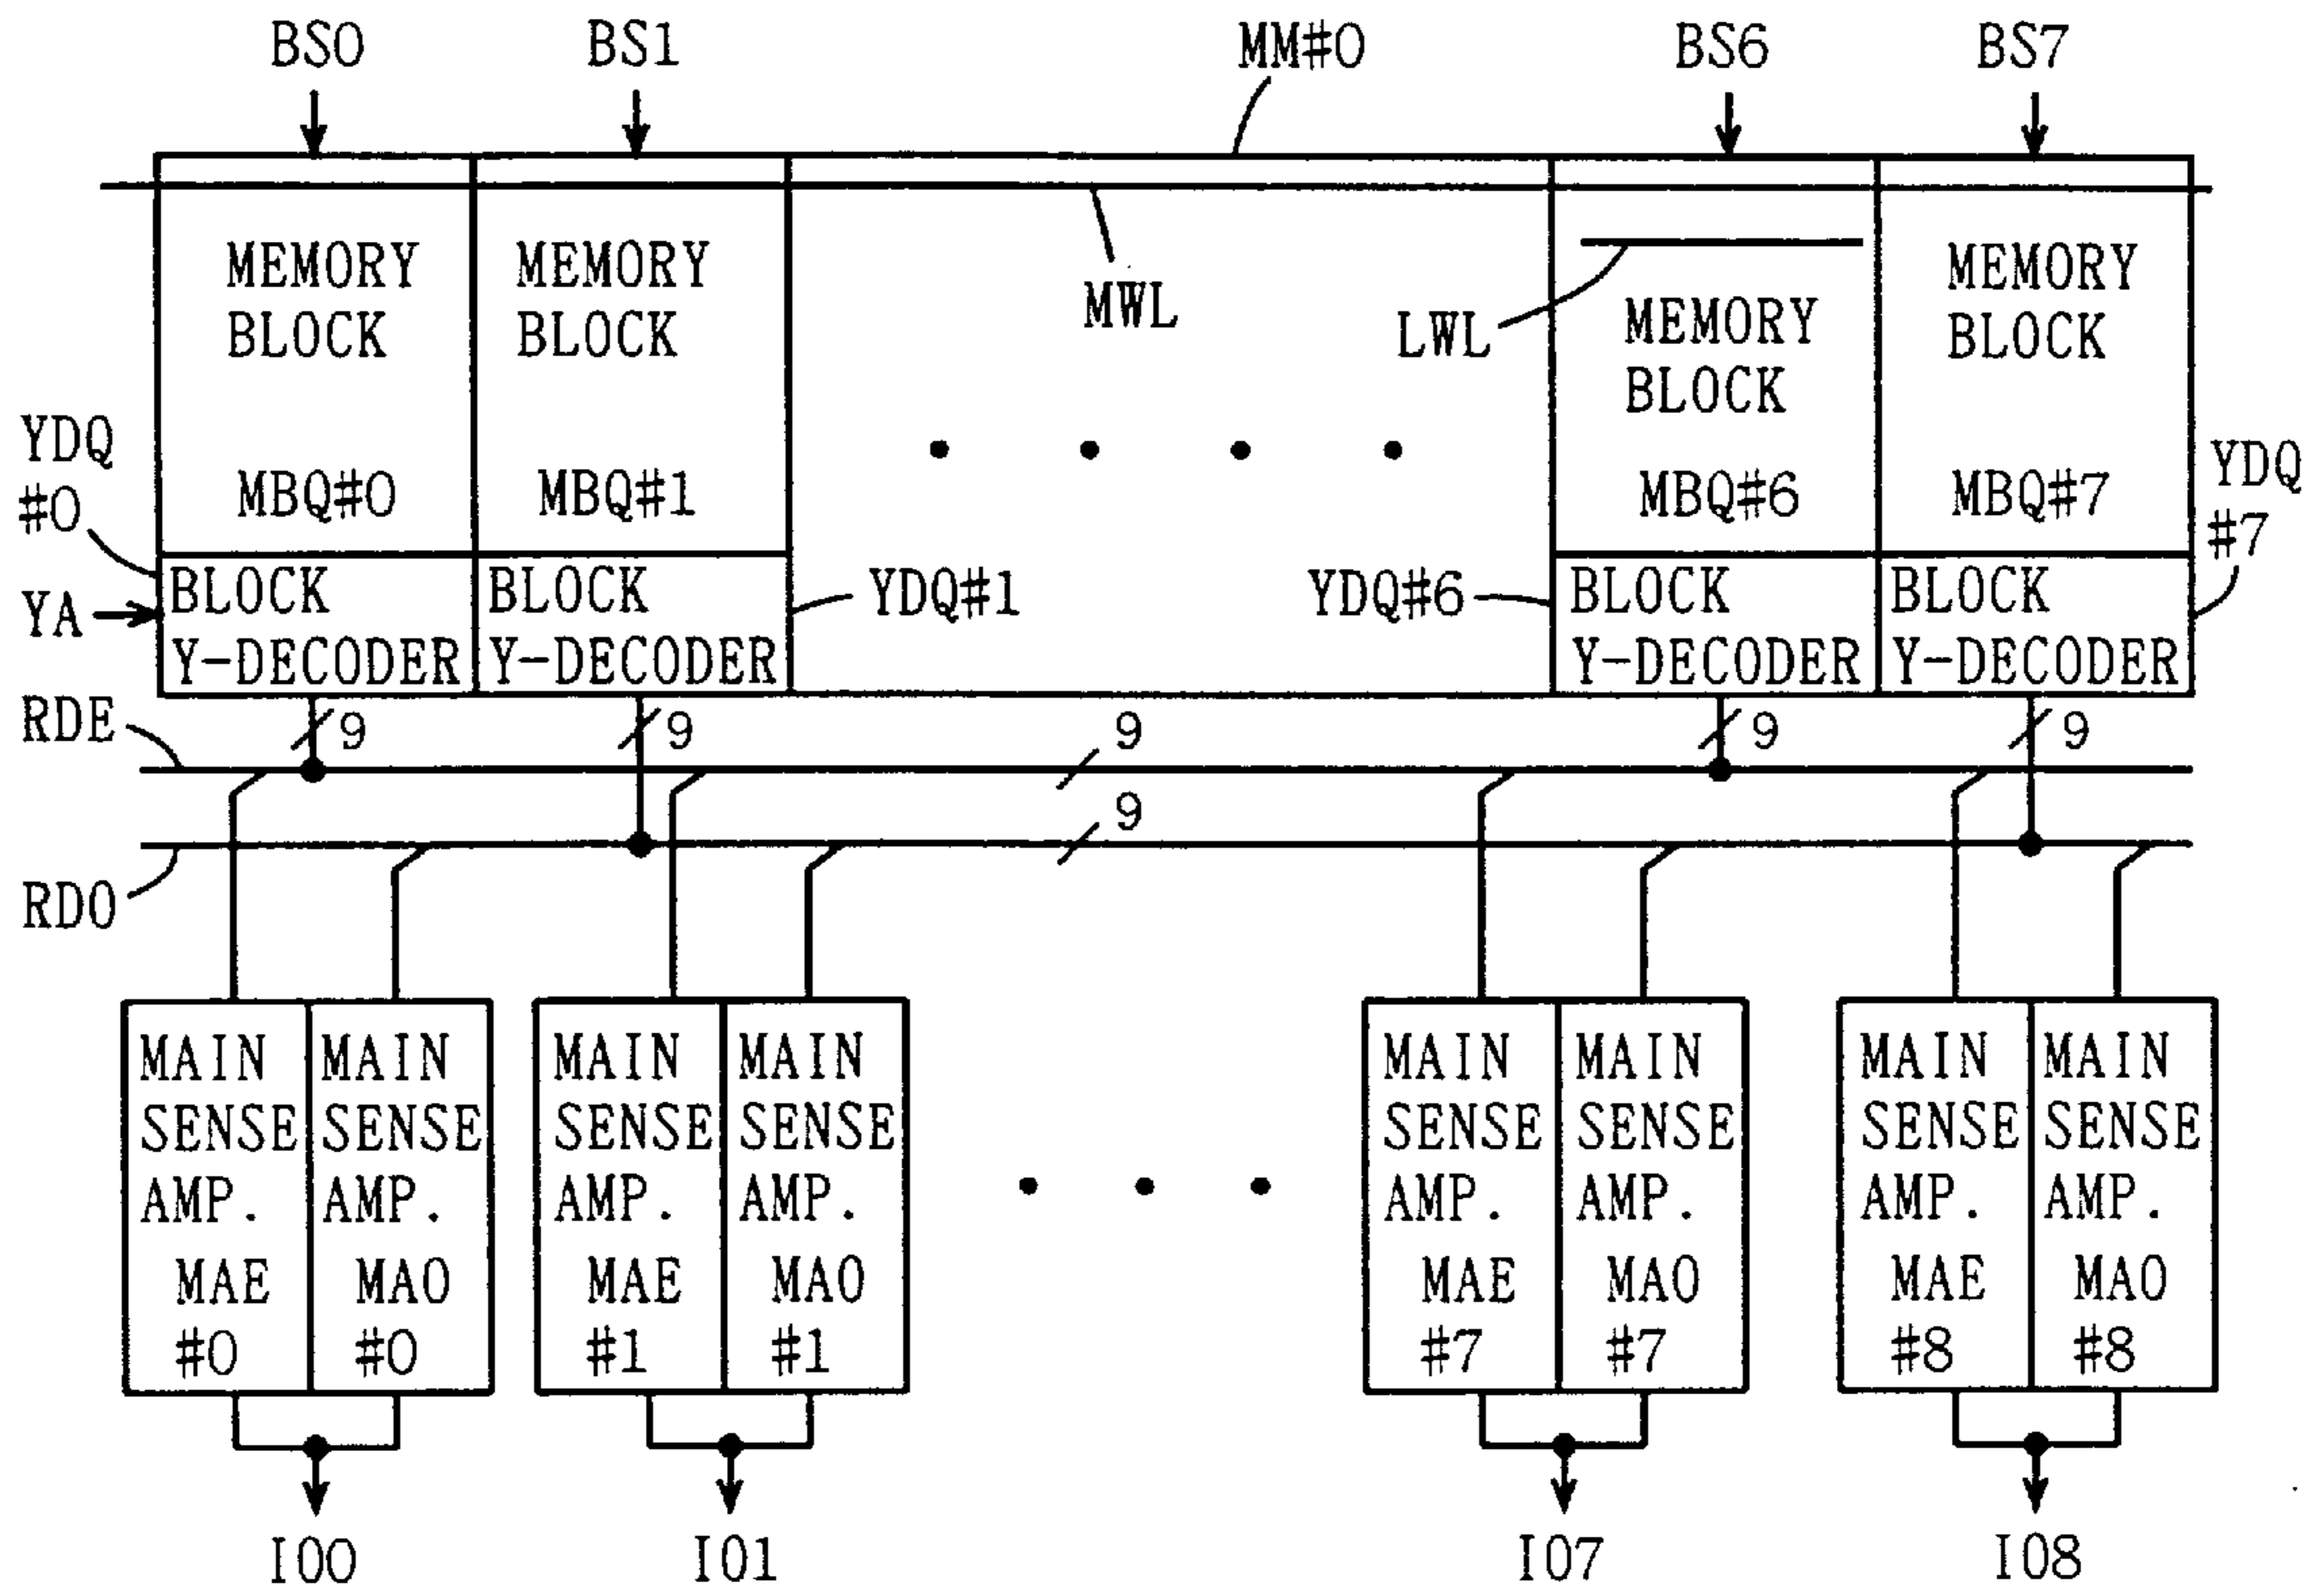 BS0 BS1 MM#0 BS6 BS7
MEMORY BLOCK MBQ#0
MEMORY BLOCK MBQ#1
MWL
LWL
MEMORY BLOCK MBQ#6
MEMORY BLOCK MBQ#7
YDQ #0
YDQ #7
YA
BLOCK Y-DECODER
BLOCK Y-DECODER
YDQ#1
YDQ#6
BLOCK Y-DECODER
BLOCK Y-DECODER
RDE
9 9 9 9 9
9
RDO
MAIN SENSE AMP. MAE #0
MAIN SENSE AMP. MAO #0
MAIN SENSE AMP. MAE #1
MAIN SENSE AMP. MAO #1
MAIN SENSE AMP. MAE #7
MAIN SENSE AMP. MAO #7
MAIN SENSE AMP. MAE #8
MAIN SENSE AMP. MAO #8
IO0 IO1 IO7 IO8